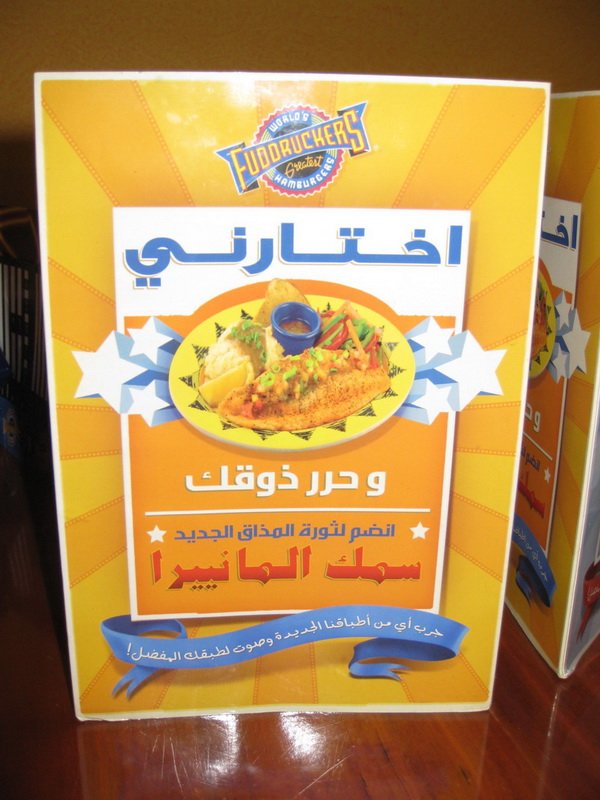 WORLD'S
FUDDRUCKERS
Greatest
HAMBURGERS
اختارني
و حرر ذوقك
انضم لثورة المذاق الجديد
سمك المانييرا
جرب أي من أطباقنا الجديدة وصوت لطبقك المفضل!